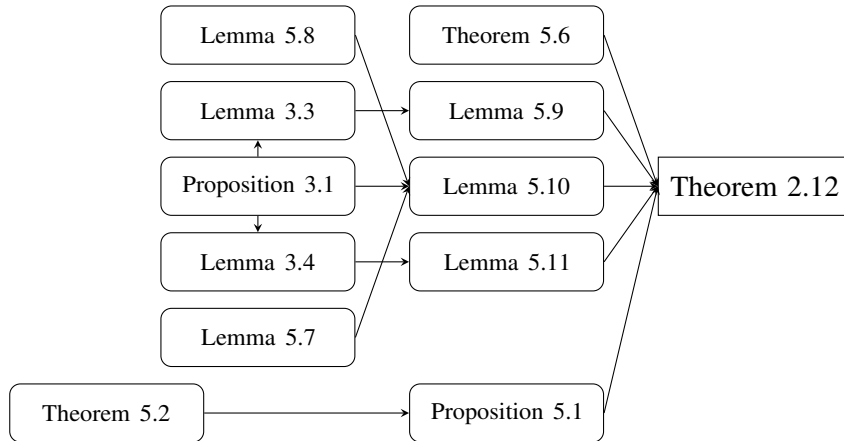 Lemma 5.8
Theorem 5.6
Lemma 3.3
Lemma 5.9
Proposition 3.1
Lemma 5.10
Theorem 2.12
Lemma 3.4
Lemma 5.11
Lemma 5.7
Theorem 5.2
Proposition 5.1